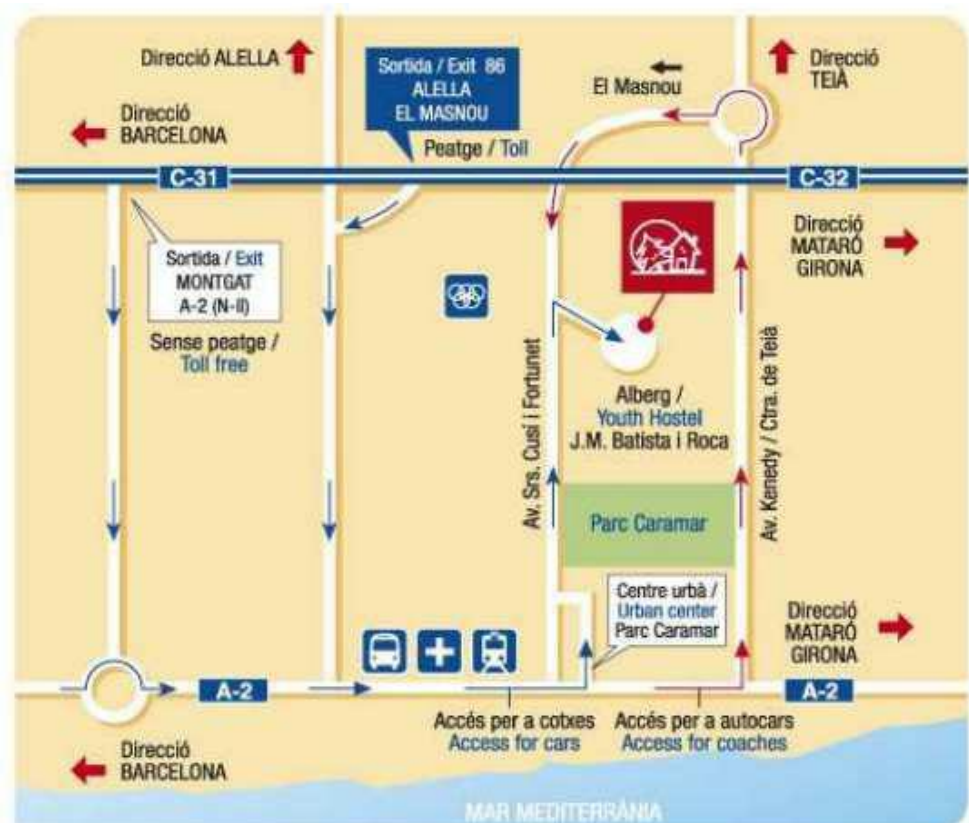 Direcció ALELLA
Direcció
BARCELONA
Sortida / Exit 86
ALELLA
EL MASNOU
Peatge / Toll
El Masnou
Direcció
TEIÀ
C-31
C-32
Sortida / Exit
MONTGAT
A-2 (N-II)
Sense peatge /
Toll free
Direcció
MATARÓ
GIRONA
Alberg /
Youth Hostel
J.M. Batista i Roca
Av. Srs. Cusí i Fortunet
Av. Kenedy / Ctra. de Teià
Parc Caramar
Centre urbà /
Urban center
Parc Caramar
Direcció
MATARÓ
GIRONA
A-2
A-2
Accés per a cotxes
Access for cars
Accés per a autocars
Access for coaches
Direcció
BARCELONA
MAR MEDITERRÀNIA